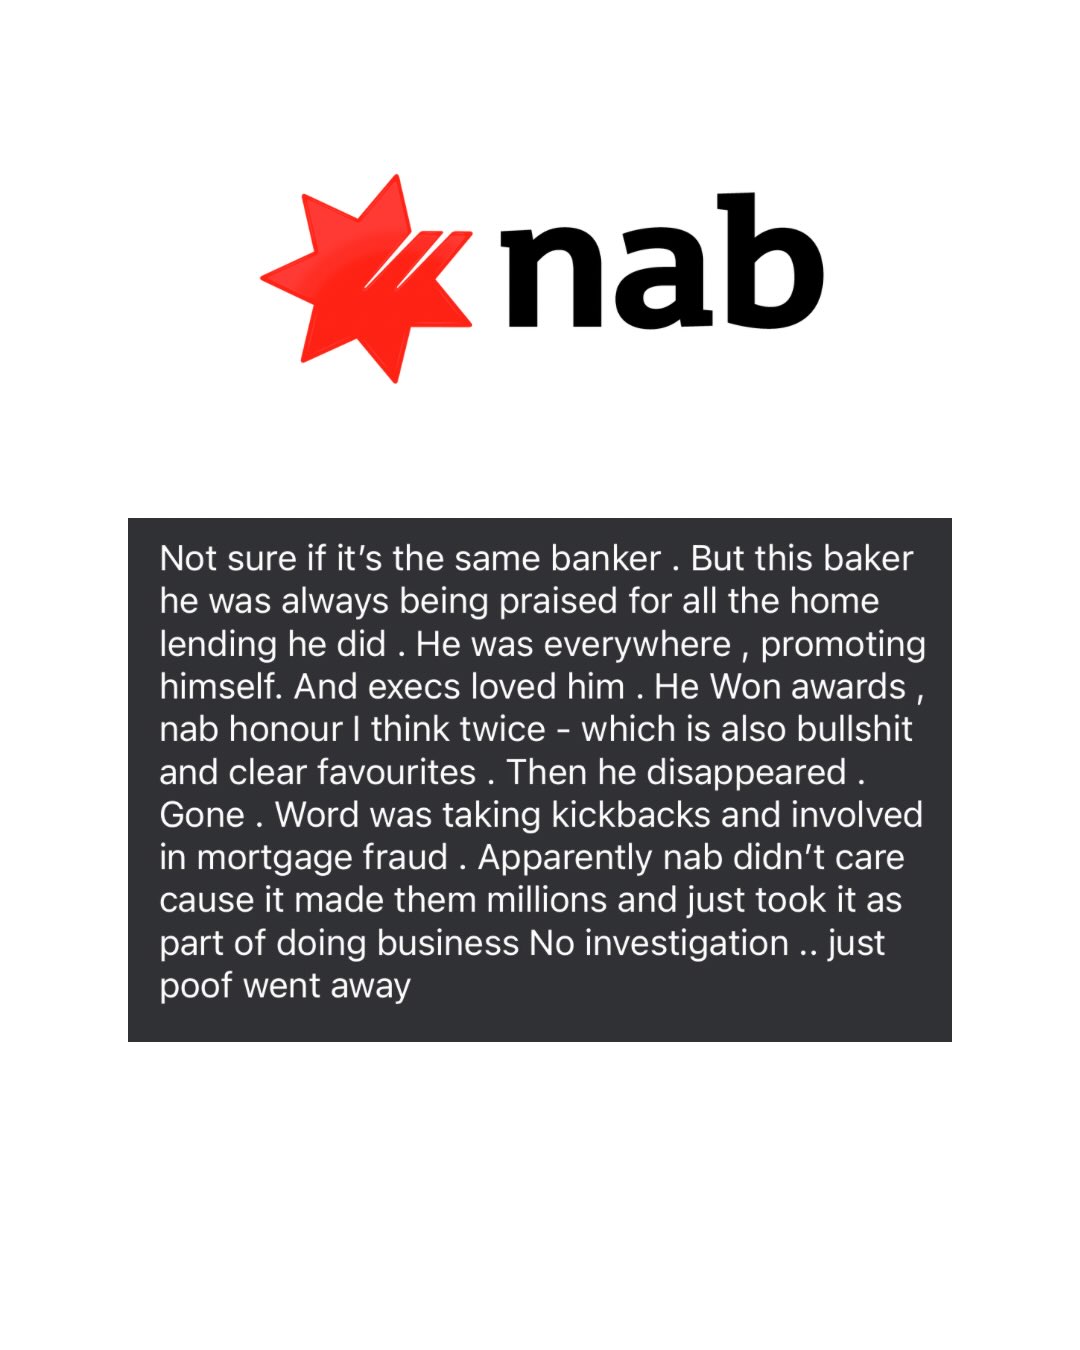 nab
Not sure if it’s the same banker . But this baker
he was always being praised for all the home
lending he did . He was everywhere , promoting
himself. And execs loved him . He Won awards ,
nab honour I think twice - which is also bullshit
and clear favourites . Then he disappeared .
Gone . Word was taking kickbacks and involved
in mortgage fraud . Apparently nab didn’t care
cause it made them millions and just took it as
part of doing business No investigation .. just
poof went away